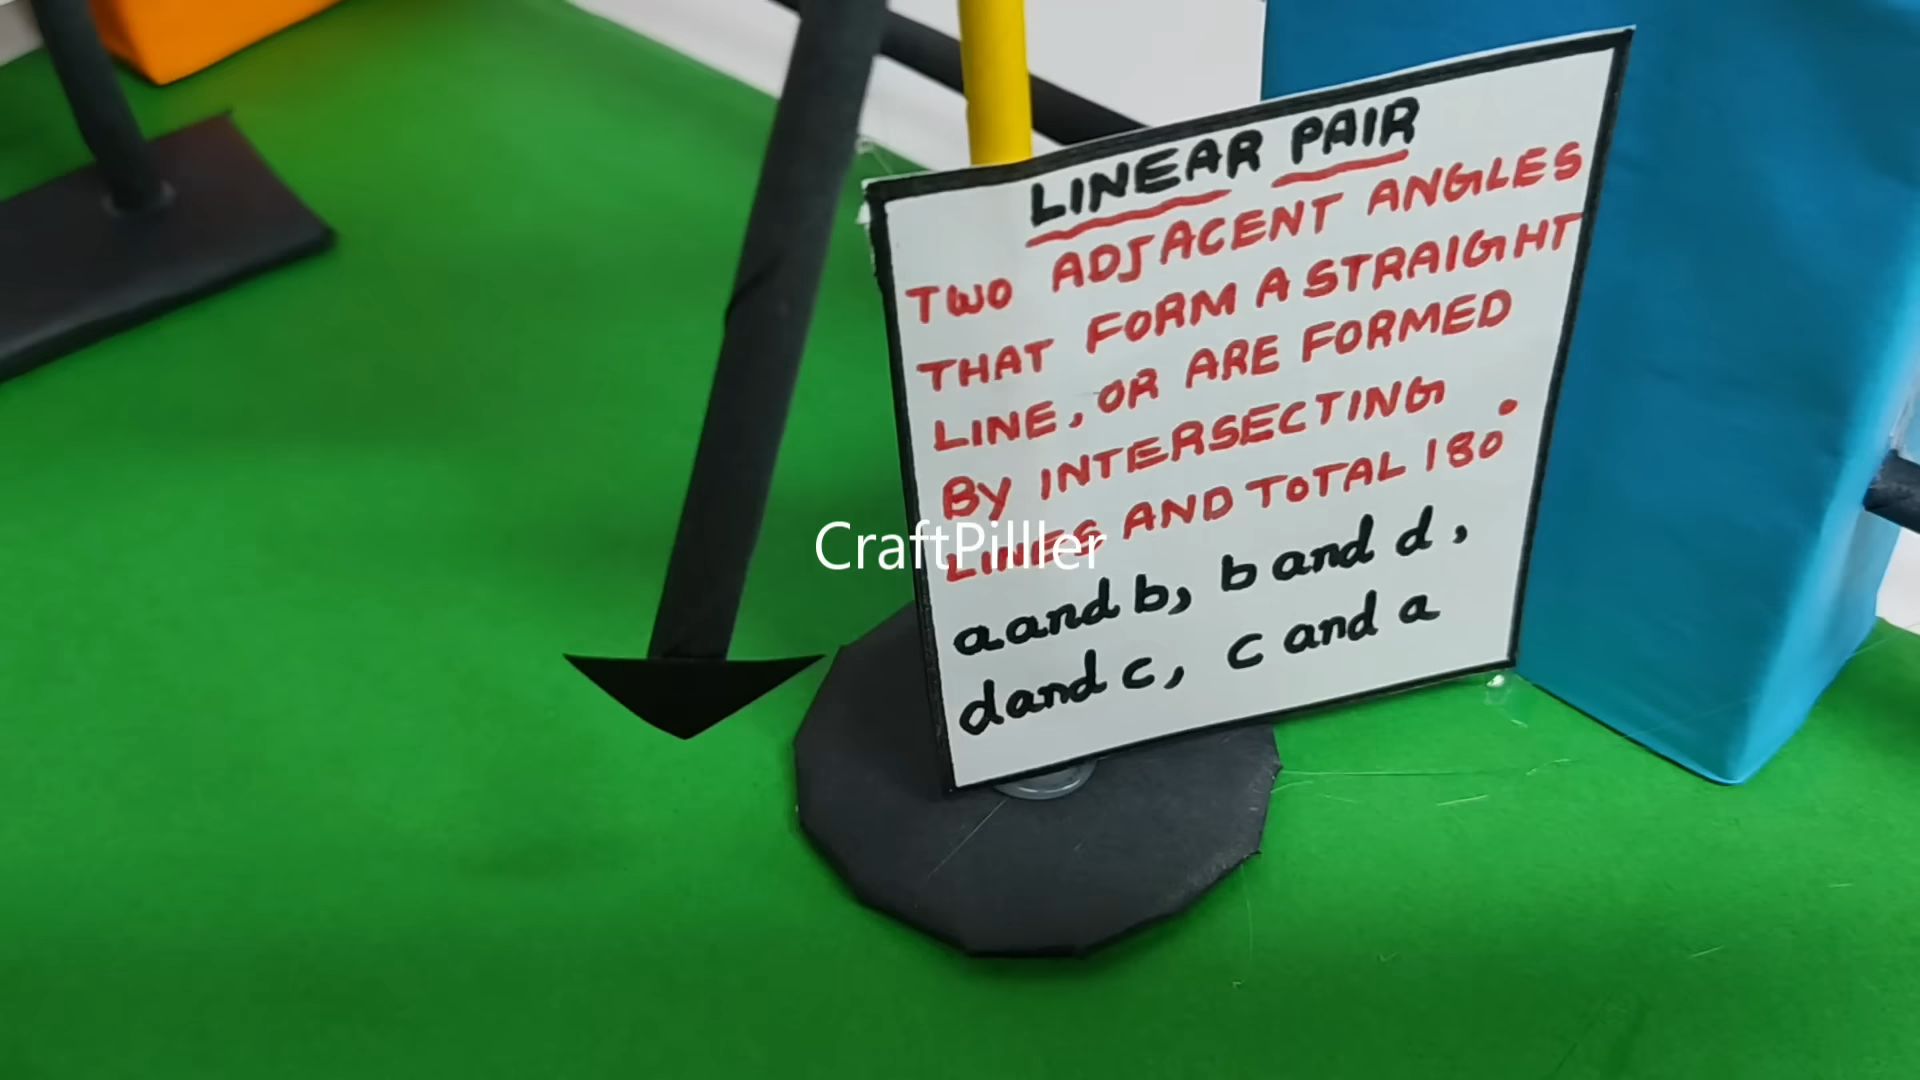 LINEAR PAIR
TWO ADJACENT ANGLES
THAT FORM A STRAIGHT
LINE, OR ARE FORMED
BY INTERSECTING
LINES AND TOTAL 180°
a and b, b and d,
d and c, c and a
CraftPilller